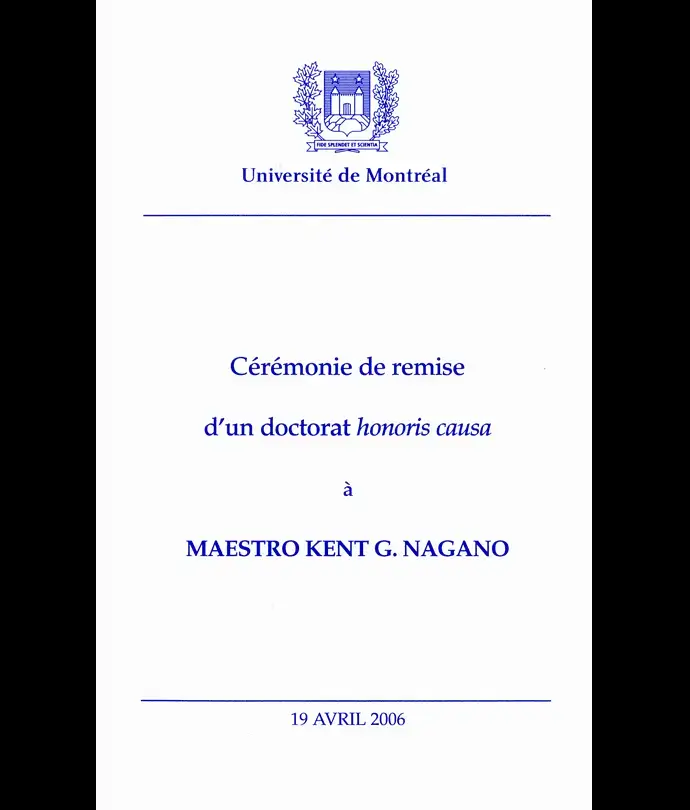 FIDE SPLENDET ET SCIENTIA
Université de Montréal
Cérémonie de remise
d'un doctorat honoris causa
à
MAESTRO KENT G. NAGANO
19 AVRIL 2006